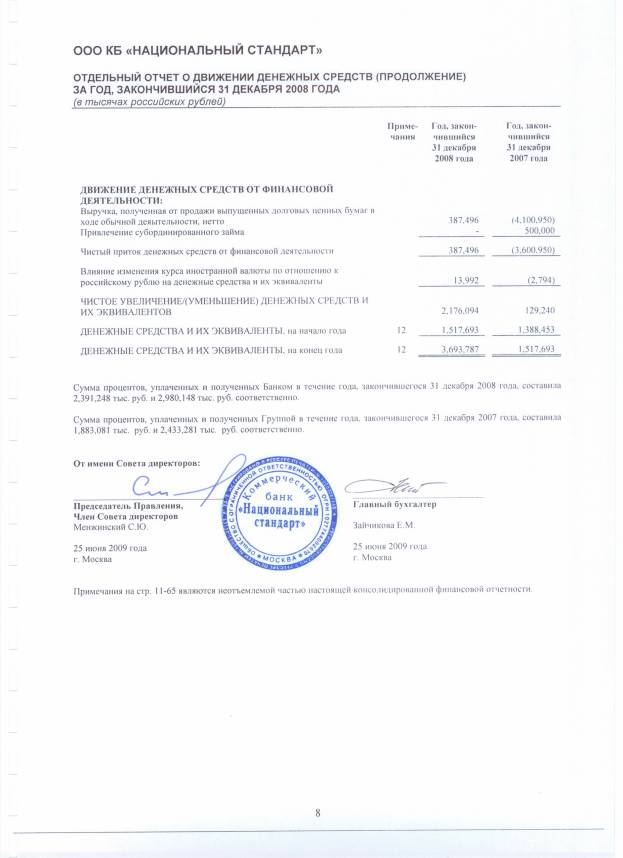 ООО КБ «НАЦИОНАЛЬНЫЙ СТАНДАРТ»
ОТДЕЛЬНЫЙ ОТЧЕТ О ДВИЖЕНИИ ДЕНЕЖНЫХ СРЕДСТВ (ПРОДОЛЖЕНИЕ)
ЗА ГОД, ЗАКОНЧИВШИЙСЯ 31 ДЕКАБРЯ 2008 ГОДА
(в тысячах российских рублей)
Приме- Год, закон- Год, закон-
чания чившийся чившийся
31 декабря 31 декабря
2008 года 2007 года
ДВИЖЕНИЕ ДЕНЕЖНЫХ СРЕДСТВ ОТ ФИНАНСОВОЙ
ДЕЯТЕЛЬНОСТИ:
Выручка, полученная от продажи выпущенных долговых ценных бумаг в
ходе обычной деятельности, нетто 387,496 (4,100,950)
Привлечение субординированного займа - 500,000
Чистый приток денежных средств от финансовой деятельности 387,496 (3,600,950)
Влияние изменения курса иностранной валюты по отношению к
российскому рублю на денежные средства и их эквиваленты 13,992 (2,794)
ЧИСТОЕ УВЕЛИЧЕНИЕ/(УМЕНЬШЕНИЕ) ДЕНЕЖНЫХ СРЕДСТВ И
ИХ ЭКВИВАЛЕНТОВ 2,176,094 129,240
ДЕНЕЖНЫЕ СРЕДСТВА И ИХ ЭКВИВАЛЕНТЫ, на начало года 12 1,517,693 1,388,453
ДЕНЕЖНЫЕ СРЕДСТВА И ИХ ЭКВИВАЛЕНТЫ, на конец года 12 3,693,787 1,517,693
Сумма процентов, уплаченных и полученных Банком в течение года, закончившегося 31 декабря 2008 года, составила
2,391,248 тыс. руб. и 2,980,148 тыс. руб. соответственно.
Сумма процентов, уплаченных и полученных Группой в течение года, закончившегося 31 декабря 2007 года, составила
1,883,081 тыс. руб. и 2,433,281 тыс. руб. соответственно.
От имени Совета директоров:
Коммерческий
банк
«Национальный
стандарт»
ОБЩЕСТВО С ОГРАНИЧЕННОЙ ОТВЕТСТВЕННОСТЬЮ
МОСКВА
Председатель Правления, Главный бухгалтер
Член Совета директоров
Менжинский С.Ю. Зайчикова Е.М.
25 июня 2009 года 25 июня 2009 года
г. Москва г. Москва
Примечания на стр. 11-65 являются неотъемлемой частью настоящей консолидированной финансовой отчетности.
8